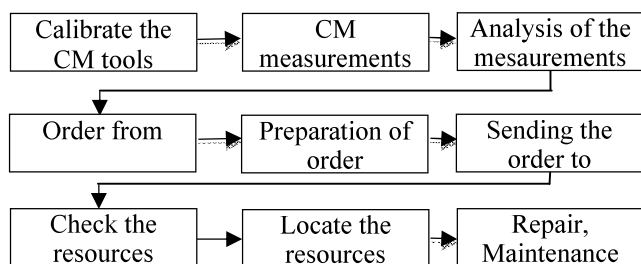 Calibrate the
CM tools
CM
measurements
Analysis of the
mesaurements
Order from
Preparation of
order
Sending the
order to
Check the
resources
Locate the
resources
Repair,
Maintenance